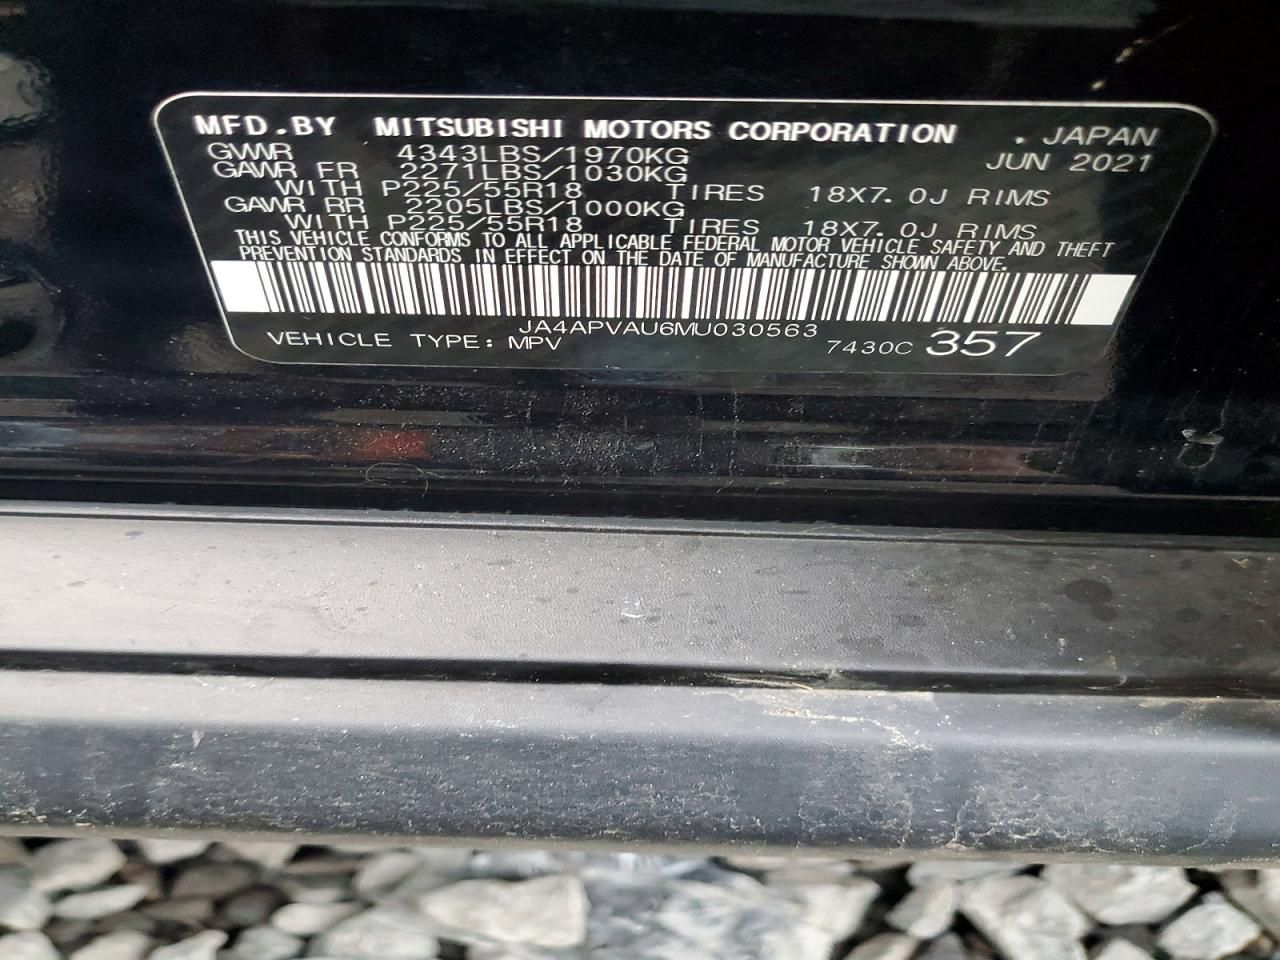 MFD.BY MITSUBISHI MOTORS CORPORATION . JAPAN
GVWR 4343LBS/1970KG JUN 2021
GAWR FR 2271LBS/1030KG
WITH P225/55R18 TIRES 18X7.0J RIMS
GAWR RR 2205LBS/1000KG
WITH P225/55R18 TIRES 18X7.0J RIMS
THIS VEHICLE CONFORMS TO ALL APPLICABLE FEDERAL MOTOR VEHICLE SAFETY AND THEFT
PREVENTION STANDARDS IN EFFECT ON THE DATE OF MANUFACTURE SHOWN ABOVE.
JA4APVAU6MU030563
VEHICLE TYPE: MPV 7430C 357